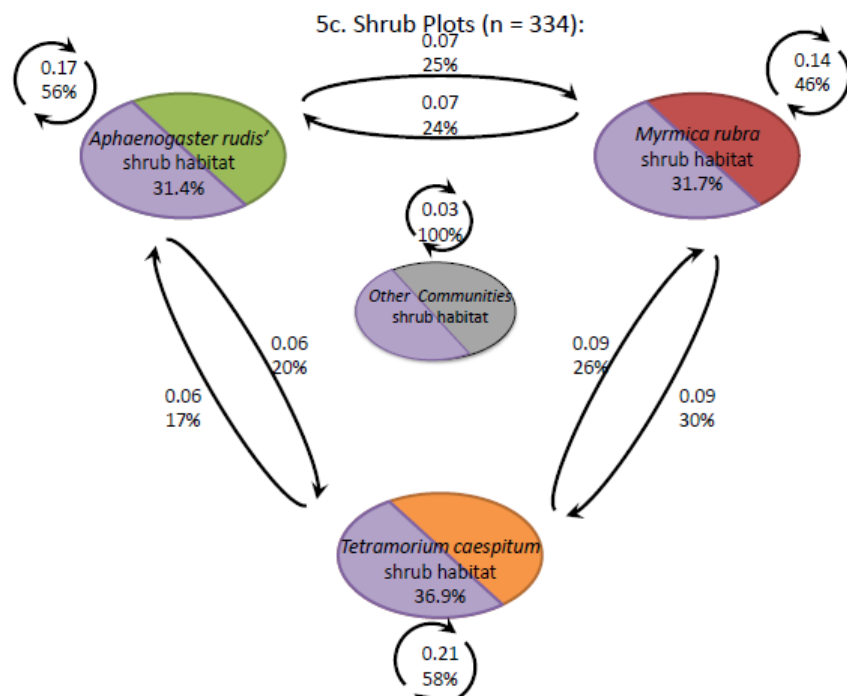 5c. Shrub Plots (n = 334):
0.07
25%
0.17
56%
0.14
46%
0.07
24%
Aphaenogaster rudis’
shrub habitat
31.4%
Myrmica rubra
shrub habitat
31.7%
0.03
100%
Other Communities
shrub habitat
0.06
20%
0.06
17%
0.09
26%
0.09
30%
Tetramorium caespitum
shrub habitat
36.9%
0.21
58%